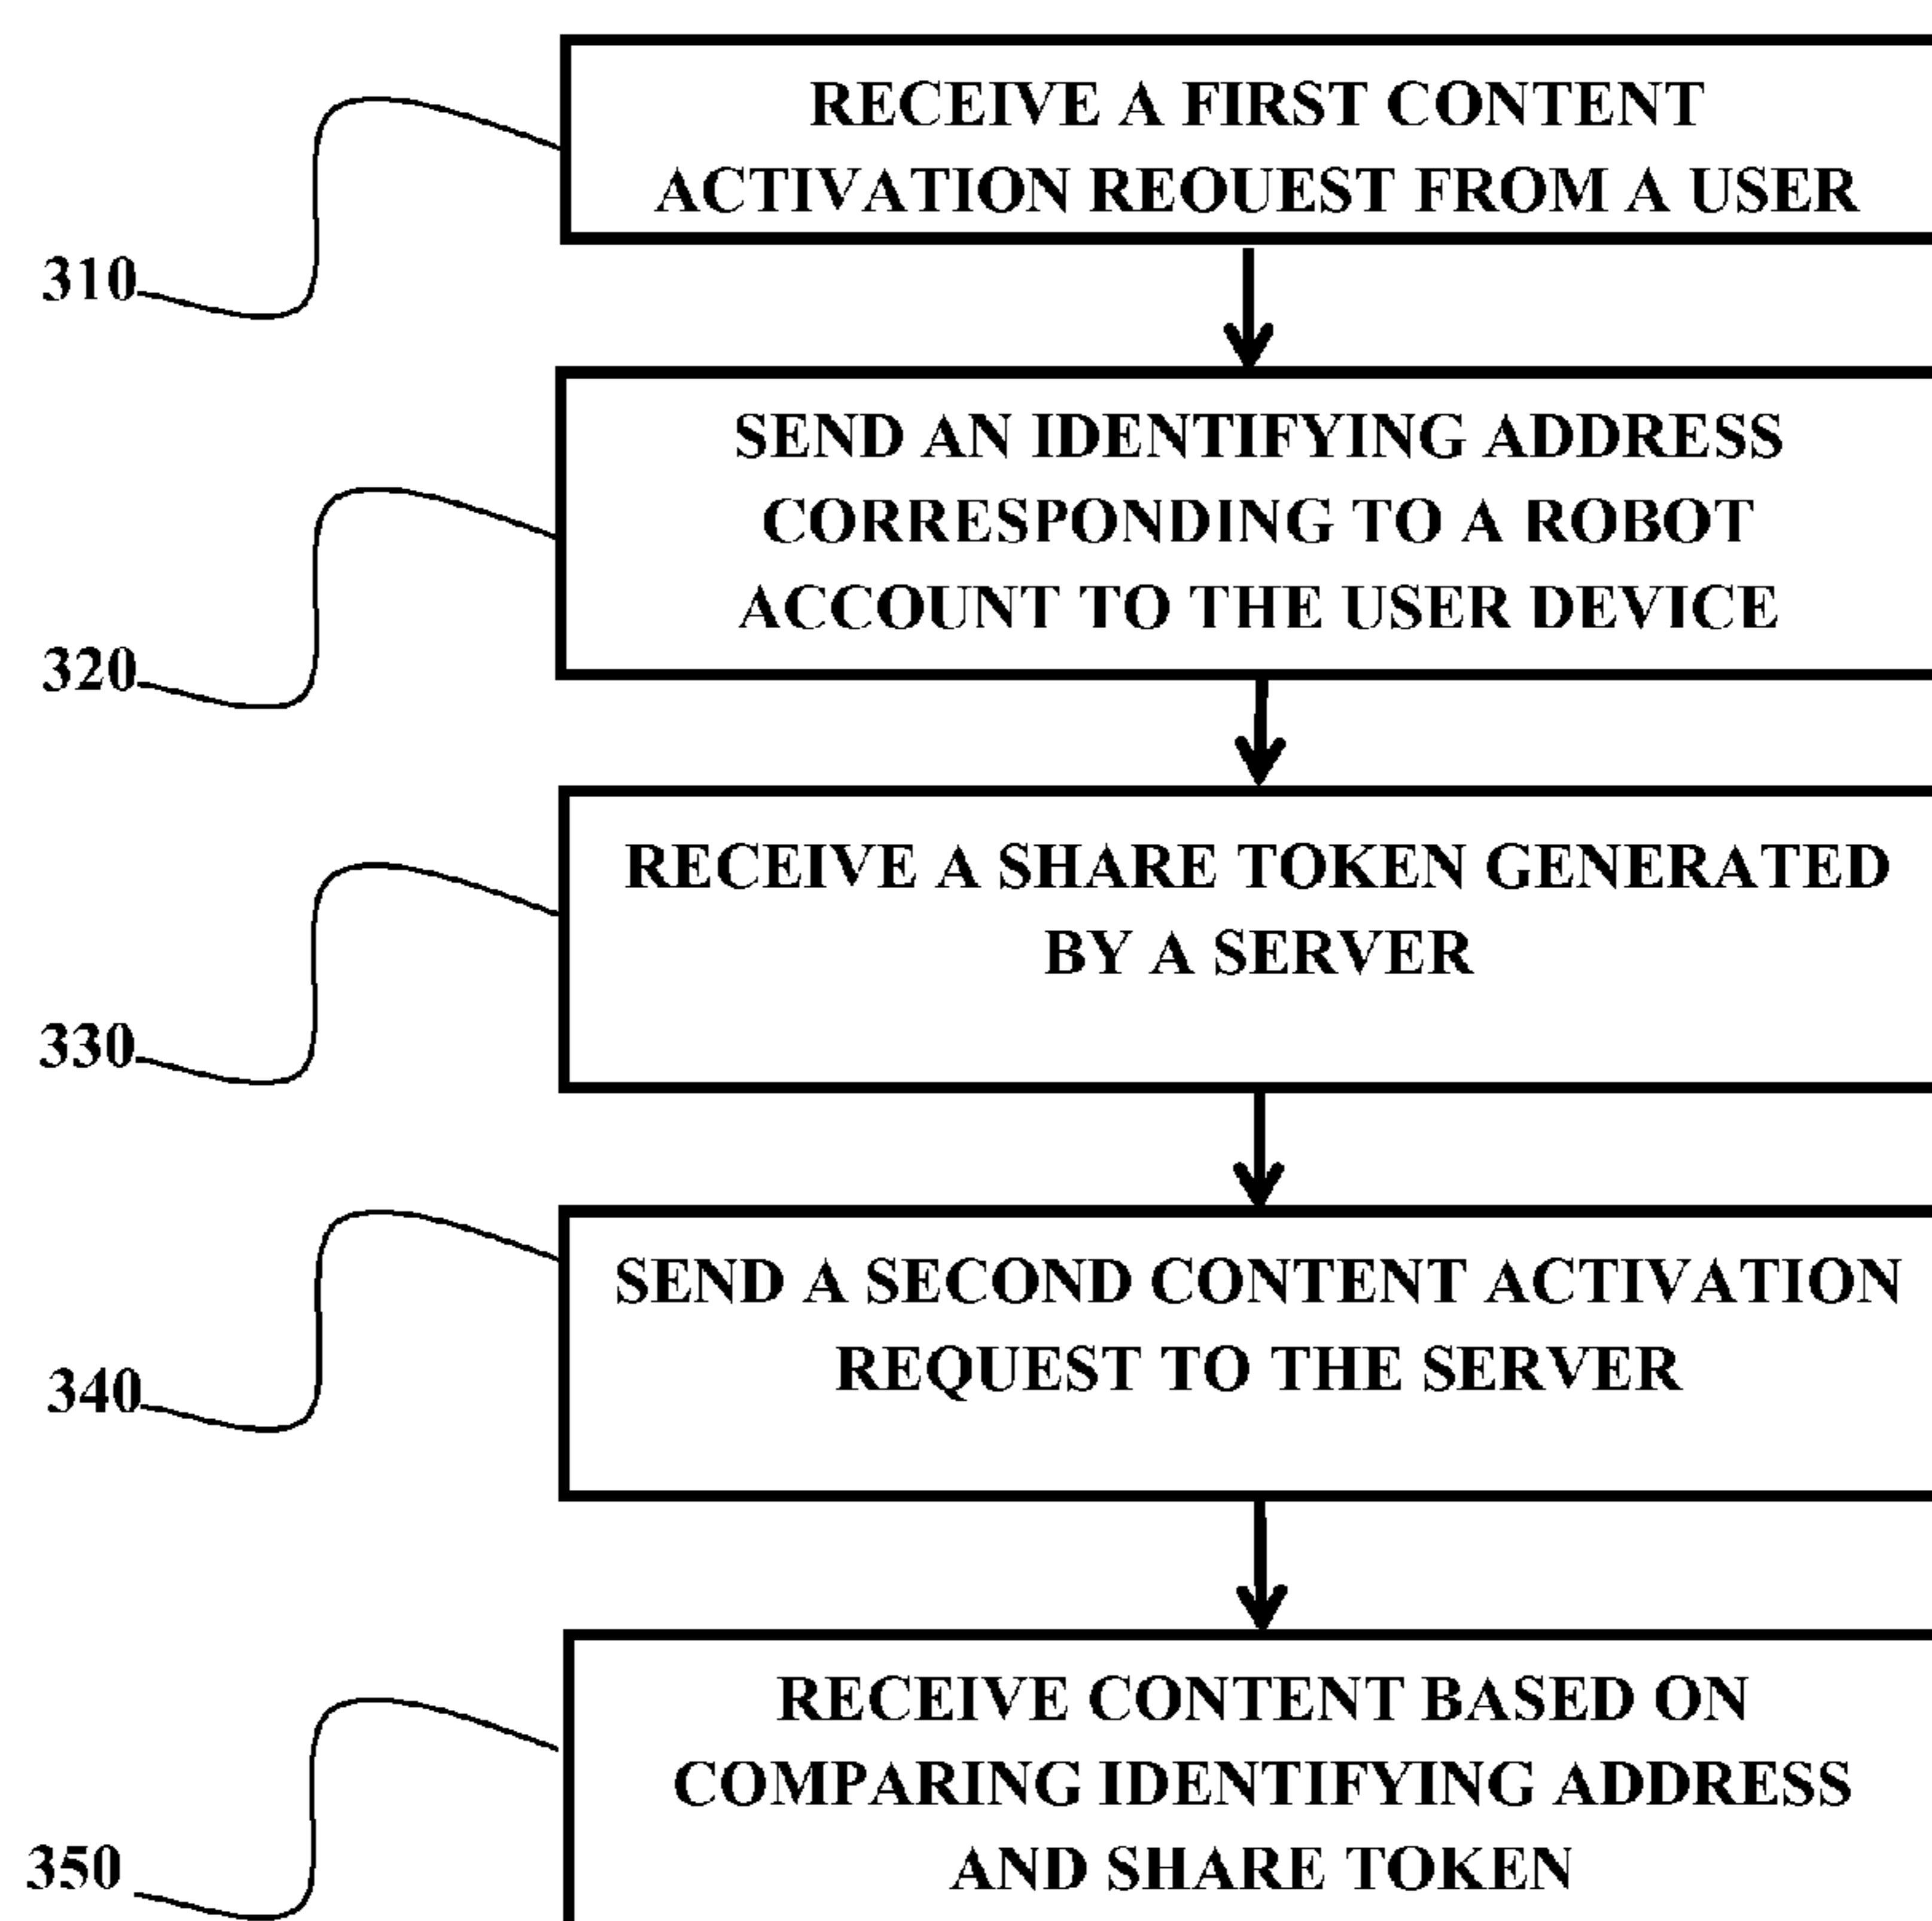 RECEIVE A FIRST CONTENT
ACTIVATION REQUEST FROM A USER
310
SEND AN IDENTIFYING ADDRESS
CORRESPONDING TO A ROBOT
ACCOUNT TO THE USER DEVICE
320
RECEIVE A SHARE TOKEN GENERATED
BY A SERVER
330
SEND A SECOND CONTENT ACTIVATION
REQUEST TO THE SERVER
340
RECEIVE CONTENT BASED ON
COMPARING IDENTIFYING ADDRESS
AND SHARE TOKEN
350